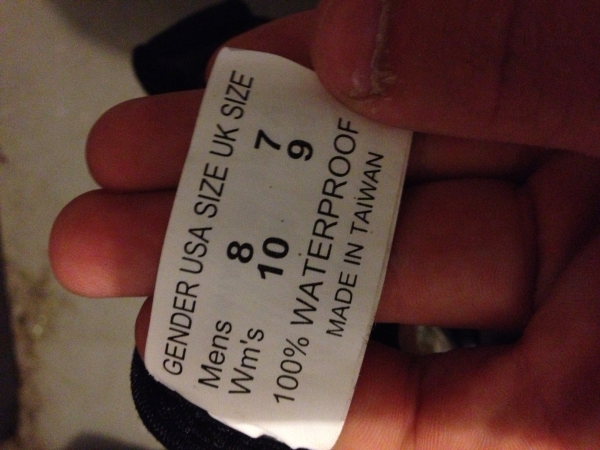 GENDER USA SIZE UK SIZE
Mens 8 7
Wm's 10 9
100% WATERPROOF
MADE IN TAIWAN